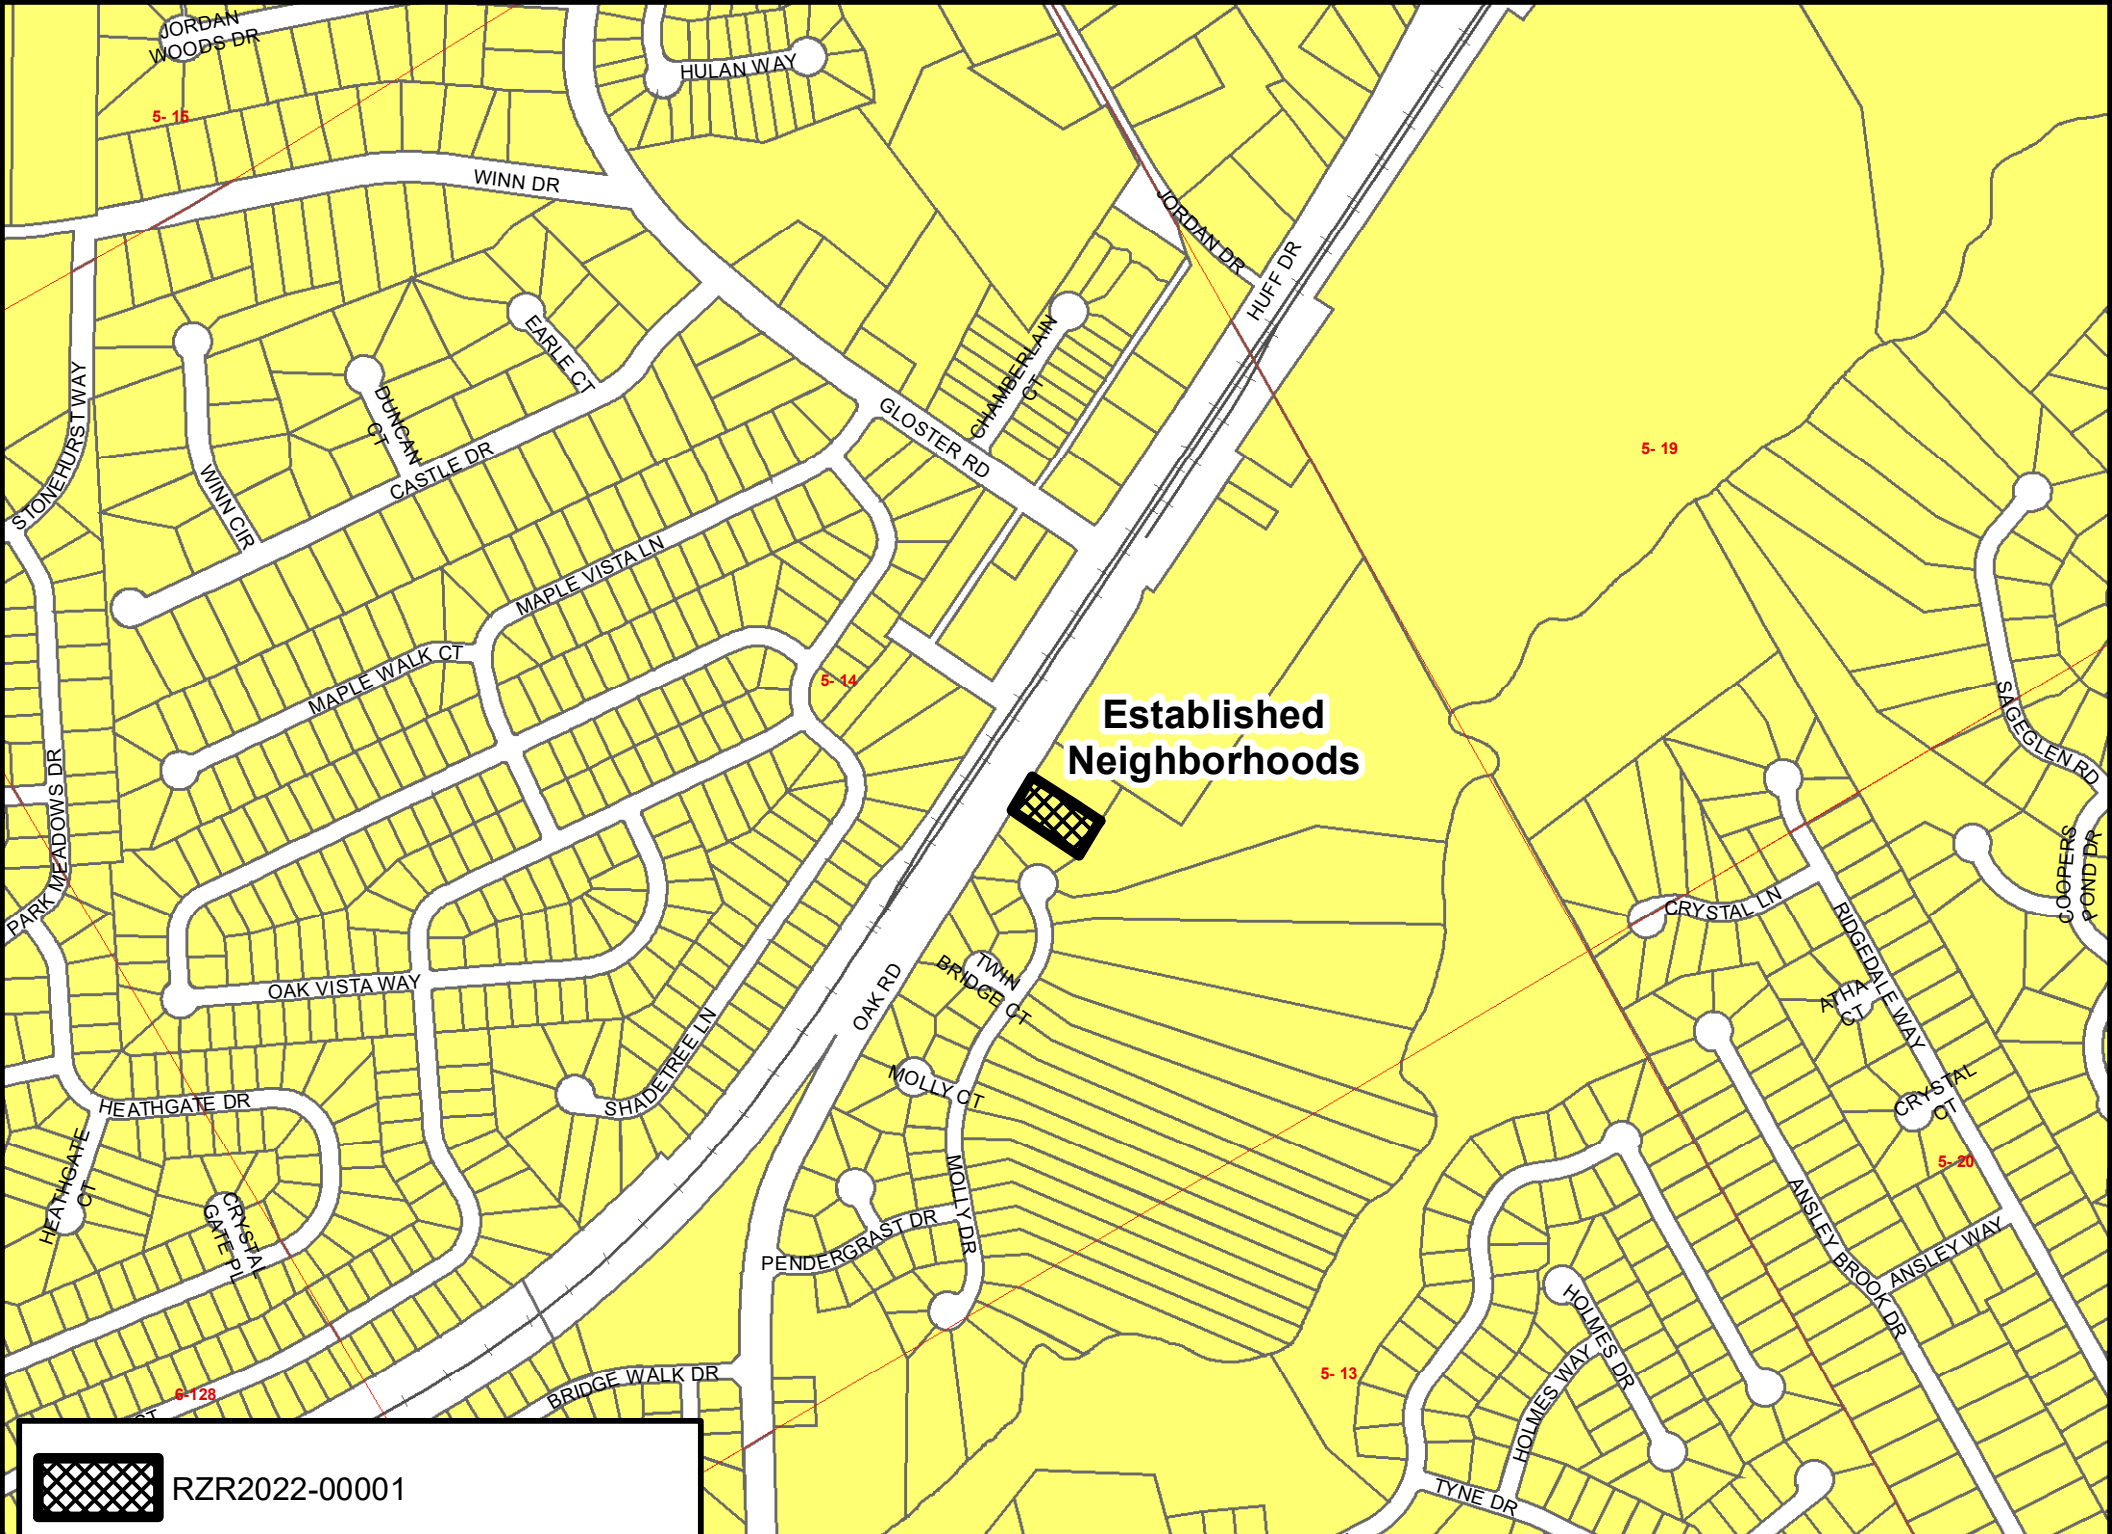 JORDAN
WOODS DR
HULAN WAY
5- 15
WINN DR
JORDAN DR
HUFF DR
EARLE CT
CHAMBERLAIN
CT
STONEHURST WAY
DUNCAN
CT
GLOSTER RD
5- 19
WINN CIR
CASTLE DR
MAPLE VISTA LN
MAPLE WALK CT
5- 14
Established
Neighborhoods
SAGEGLEN RD
PARK MEADOWS DR
COOPERS
POND DR
CRYSTAL LN
RIDGEDALE WAY
OAK VISTA WAY
OAK RD
TWIN
BRIDGE CT
ATHA
CT
SHADETREE LN
MOLLY CT
CRYSTAL
CT
HEATHGATE DR
HEATHGATE
CT
5- 20
CRYSTAL
GATE PL
MOLLY DR
PENDERGRAST DR
ANSLEY BROOK DR
ANSLEY WAY
HOLMES DR
HOLMES WAY
5- 13
BRIDGE WALK DR
6-128
CT
TYNE DR
RZR2022-00001